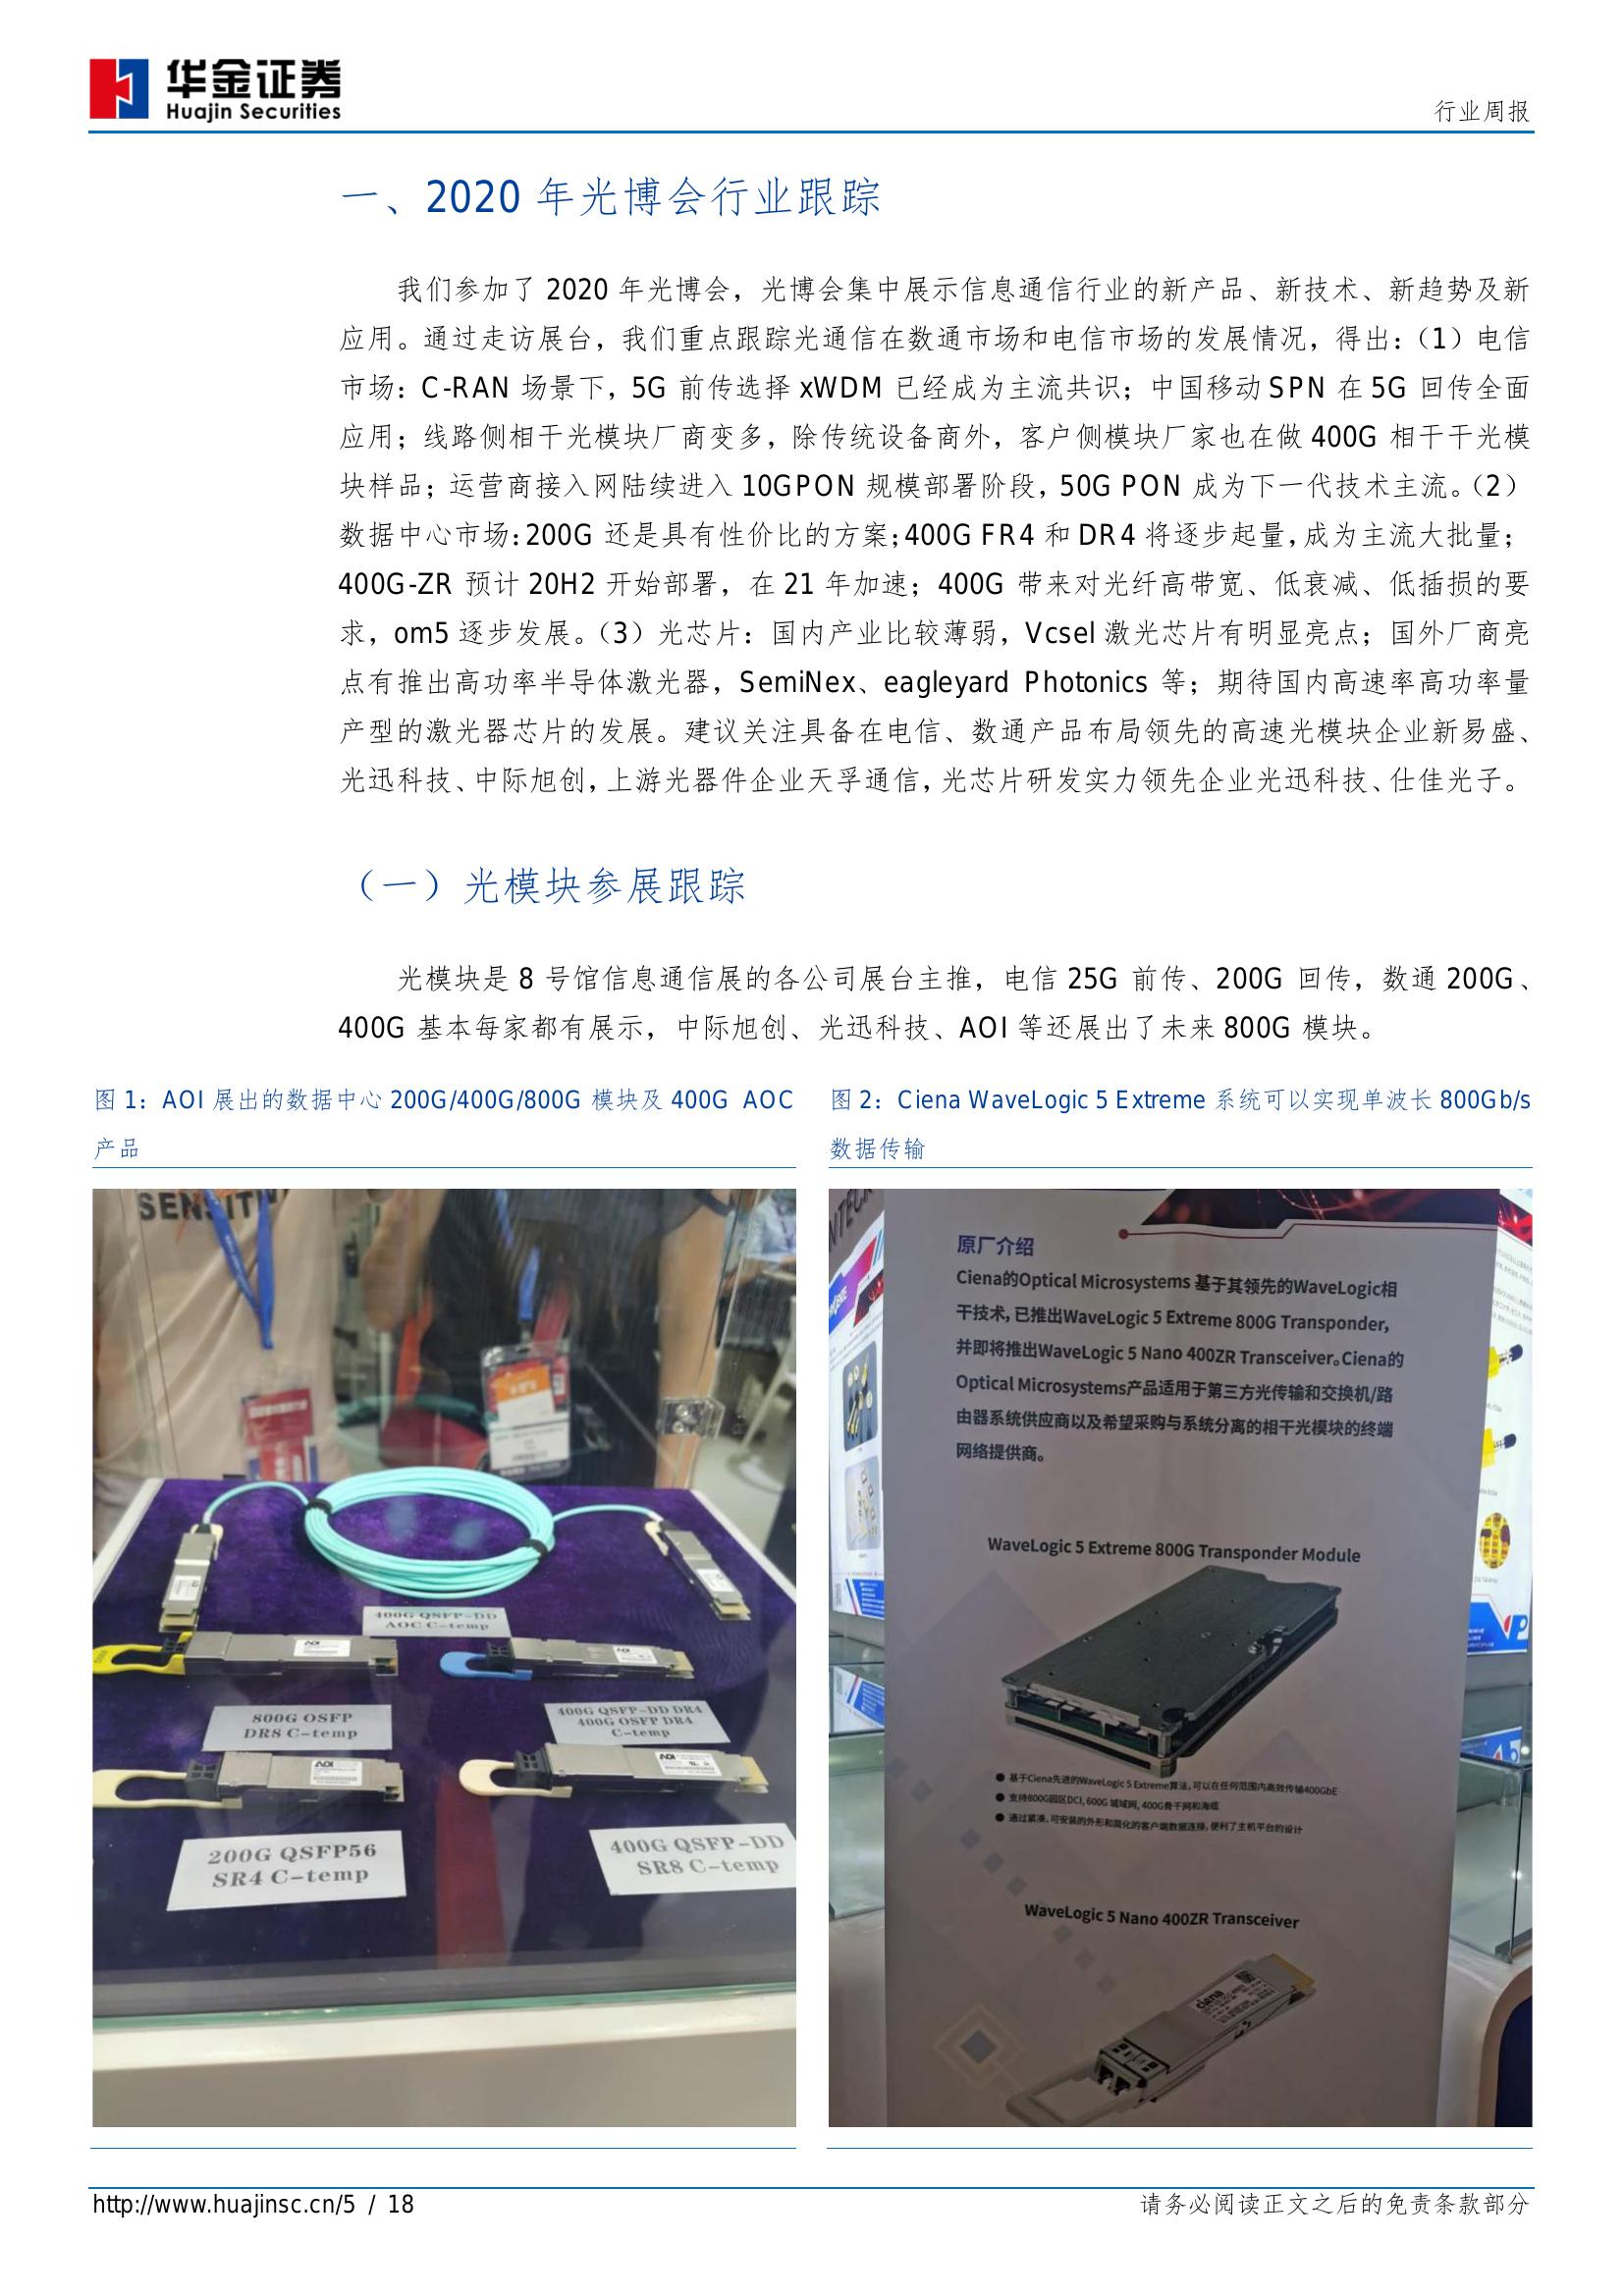 华金证券
Huajin Securities
行业周报
一、2020 年光博会行业跟踪
我们参加了 2020 年光博会，光博会集中展示信息通信行业的新产品、新技术、新趋势及新
应用。通过走访展台，我们重点跟踪光通信在数通市场和电信市场的发展情况，得出：（1）电信
市场：C-RAN 场景下，5G 前传选择 xWDM 已经成为主流共识；中国移动 SPN 在 5G 回传全面
应用；线路侧相干光模块厂商变多，除传统设备商外，客户侧模块厂家也在做 400G 相干干光模
块样品；运营商接入网陆续进入 10GPON 规模部署阶段，50G PON 成为下一代技术主流。（2）
数据中心市场：200G 还是具有性价比的方案；400G FR4 和 DR4 将逐步起量，成为主流大批量；
400G-ZR 预计 20H2 开始部署，在 21 年加速；400G 带来对光纤高带宽、低衰减、低插损的要
求，om5 逐步发展。（3）光芯片：国内产业比较薄弱，Vcsel 激光芯片有明显亮点；国外厂商亮
点有推出高功率半导体激光器，SemiNex、eagleyard Photonics 等；期待国内高速率高功率量
产型的激光器芯片的发展。建议关注具备在电信、数通产品布局领先的高速光模块企业新易盛、
光迅科技、中际旭创，上游光器件企业天孚通信，光芯片研发实力领先企业光迅科技、仕佳光子。
（一）光模块参展跟踪
光模块是 8 号馆信息通信展的各公司展台主推，电信 25G 前传、200G 回传，数通 200G、
400G 基本每家都有展示，中际旭创、光迅科技、AOI 等还展出了未来 800G 模块。
图 1：AOI 展出的数据中心 200G/400G/800G 模块及 400G AOC
产品
SENSITIV
400G QSFP-DD
AOC C-temp
AOI
AOI
800G OSFP
DR8 C-temp
400G QSFP-DD DR4
400G OSFP DR4
C-temp
AOI
AOI
200G QSFP56
SR4 C-temp
400G QSFP-DD
SR8 C-temp
图 2：Ciena WaveLogic 5 Extreme 系统可以实现单波长 800Gb/s
数据传输
原厂介绍
Ciena的Optical Microsystems 基于其领先的WaveLogic相
干技术，已推出WaveLogic 5 Extreme 800G Transponder，
并即将推出WaveLogic 5 Nano 400ZR Transceiver。Ciena的
Optical Microsystems产品适用于第三方光传输和交换机/路
由器系统供应商以及希望采购与系统分离的相干光模块的终端
网络提供商。
WaveLogic 5 Extreme 800G Transponder Module
● 基于Ciena先进的WaveLogic 5 Extreme算法，可以在任何范围内高效传输400GbE
● 支持800G园区DCI, 600G 城域网, 400G骨干网和海缆
● 通过紧凑、可安装的外形和简化的客户端数据连接，便利了主机平台的设计
WaveLogic 5 Nano 400ZR Transceiver
ciena
http://www.huajinsc.cn/5 / 18
请务必阅读正文之后的免责条款部分